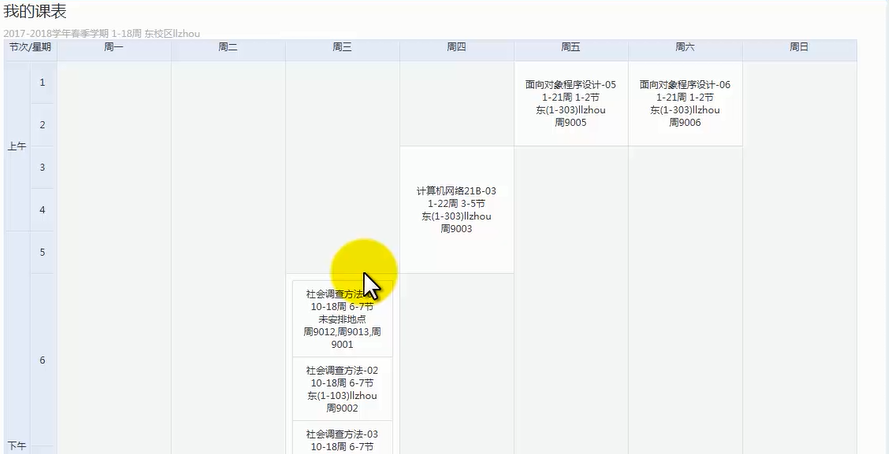 我的课表
2017-2018学年春季学期 1-18周 东校区llzhou
节次/星期 周一 周二 周三 周四 周五 周六 周日
上午
1
2
3
4
5
面向对象程序设计-05
1-21周 1-2节
东(1-303)llzhou
周9005
面向对象程序设计-06
1-21周 1-2节
东(1-303)llzhou
周9006
计算机网络21B-03
1-22周 3-5节
东(1-303)llzhou
周9003
下午
6
社会调查方法-
10-18周 6-7节
未安排地点
周9012,周9013,周
9001
社会调查方法-02
10-18周 6-7节
东(1-103)llzhou
周9002
社会调查方法-03
10-18周 6-7节